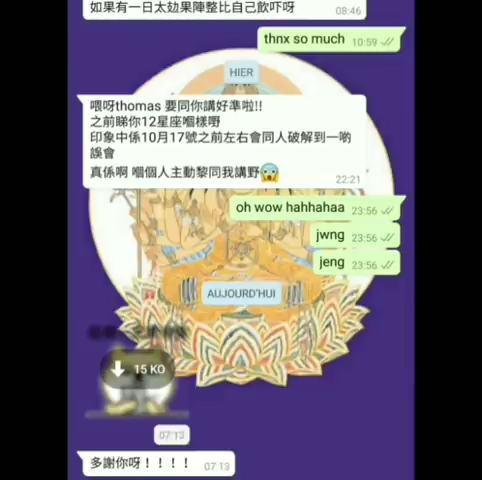 如果有一日太攰果陣整比自己飲吓呀
08:46
thnx so much 10:59
HIER
喂呀thomas 要同你講好準啦!!
之前睇你12星座嗰樣嘢
印象中係10月17號之前左右會同人破解到一啲
誤會
真係啊 嗰個人主動黎同我講野😱
22:21
oh wow hahhahaa 23:56
jwng 23:56
jeng 23:56
AUJOURD'HUI
15 KO
07:13
多謝你呀！！！！ 07:13